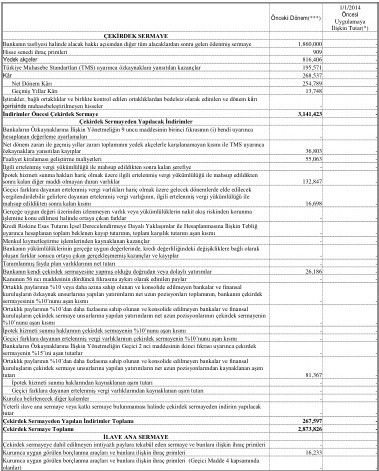 Önceki Dönem(***)
1/1/2014
Öncesi
Uygulamaya
İlişkin Tutar(*)
ÇEKİRDEK SERMAYE
Bankanın tasfiyesi halinde alacak hakkı açısından diğer tüm alacaklardan sonra gelen ödenmiş sermaye 1,860,000 -
Hisse senedi ihraç primleri 909
Yedek akçeler 816,406
Türkiye Muhasebe Standartları (TMS) uyarınca özkaynaklara yansıtılan kazançlar 195,571
Kâr 268,537
Net Dönem Kârı 254,789
Geçmiş Yıllar Kârı 13,748
İştirakler, bağlı ortaklıklar ve birlikte kontrol edilen ortaklıklardan bedelsiz olarak edinilen ve dönem kârı
içerisinde muhasebeleştirilmeyen hisseler
İndirimler Öncesi Çekirdek Sermaye 3,141,423
Çekirdek Sermayeden Yapılacak İndirimler
Bankaların Özkaynaklarına İlişkin Yönetmeliğin 9 uncu maddesinin birinci fıkrasının (i) bendi uyarınca
hesaplanan değerleme ayarlamaları
Net dönem zararı ile geçmiş yıllar zararı toplamının yedek akçelerle karşılanamayan kısmı ile TMS uyarınca
özkaynaklara yansıtılan kayıplar 36,803
Faaliyet kiralaması geliştirme maliyetleri 55,063
İlgili ertelenmiş vergi yükümlülüğü ile mahsup edildikten sonra kalan şerefiye
İpotek hizmeti sunma hakları hariç olmak üzere ilgili ertelenmiş vergi yükümlülüğü ile mahsup edildikten
sonra kalan diğer maddi olmayan duran varlıklar 132,847
Geçici farklara dayanan ertelenmiş vergi varlıkları hariç olmak üzere gelecek dönemlerde elde edilecek
vergilendirilebilir gelirlere dayanan ertelenmiş vergi varlığının, ilgili ertelenmiş vergi yükümlülüğü ile
mahsup edildikten sonra kalan kısmı 16,698
Gerçeğe uygun değeri üzerinden izlenmeyen varlık veya yükümlülüklerin nakit akış riskinden korunma
işlemine konu edilmesi halinde ortaya çıkan farklar
Kredi Riskine Esas Tutarın İçsel Derecelendirmeye Dayalı Yaklaşımlar ile Hesaplanmasına İlişkin Tebliğ
uyarınca hesaplanan toplam beklenen kayıp tutarının, toplam karşılık tutarını aşan kısmı
Menkul kıymetleştirme işlemlerinden kaynaklanan kazançlar
Bankanın yükümlülüklerinin gerçeğe uygun değerlerinde, kredi değerliliğindeki değişikliklere bağlı olarak
oluşan farklar sonucu ortaya çıkan gerçekleşmemiş kazançlar ve kayıplar
Tanımlanmış fayda plan varlıklarının net tutarı
Bankanın kendi çekirdek sermayesine yapmış olduğu doğrudan veya dolaylı yatırımlar 26,186
Kanunun 56 ncı maddesinin dördüncü fıkrasına aykırı olarak edinilen paylar
Ortaklık paylarının %10 veya daha azına sahip olunan ve konsolide edilmeyen bankalar ve finansal
kuruluşların özkaynak unsurlarına yapılan yatırımların net uzun pozisyonları toplamının, bankanın çekirdek
sermayesinin %10'nunu aşan kısmı
Ortaklık paylarının %10'dan daha fazlasına sahip olunan ve konsolide edilmeyen bankalar ve finansal
kuruluşların çekirdek sermaye unsurlarına yapılan yatırımların net uzun pozisyonlarının çekirdek sermayenin
%10'nunu aşan kısmı
İpotek hizmeti sunma haklarının çekirdek sermayenin %10'nunu aşan kısmı
Geçici farklara dayanan ertelenmiş vergi varlıklarının çekirdek sermayenin %10'nunu aşan kısmı
Bankaların Özkaynaklarına İlişkin Yönetmeliğin Geçici 2 nci maddesinin ikinci fıkrası uyarınca çekirdek
sermayenin %15'ini aşan tutarlar
Ortaklık paylarının %10'dan daha fazlasına sahip olunan ve konsolide edilmeyen bankalar ve finansal
kuruluşların çekirdek sermaye unsurlarına yapılan yatırımların net uzun pozisyonlarından kaynaklanan aşım
tutarı 81,367
İpotek hizmeti sunma haklarından kaynaklanan aşım tutarı
Geçici farklara dayanan ertelenmiş vergi varlıklarından kaynaklanan aşım tutarı
Kurulca belirlenecek diğer kalemler
Yeterli ilave ana sermaye veya katkı sermaye bulunmaması halinde çekirdek sermayeden indirim yapılacak
tutar
Çekirdek Sermayeden Yapılan İndirimler Toplamı 267,597
Çekirdek Sermaye Toplamı 2,873,826
İLAVE ANA SERMAYE
Çekirdek sermayeye dahil edilmeyen imtiyazlı paylara tekabül eden sermaye ve bunlara ilişkin ihraç primleri
Kurumca uygun görülen borçlanma araçları ve bunlara ilişkin ihraç primleri 16,233
Kurumca uygun görülen borçlanma araçları ve bunlara ilişkin ihraç primleri (Geçici Madde 4 kapsamında
olanlar)